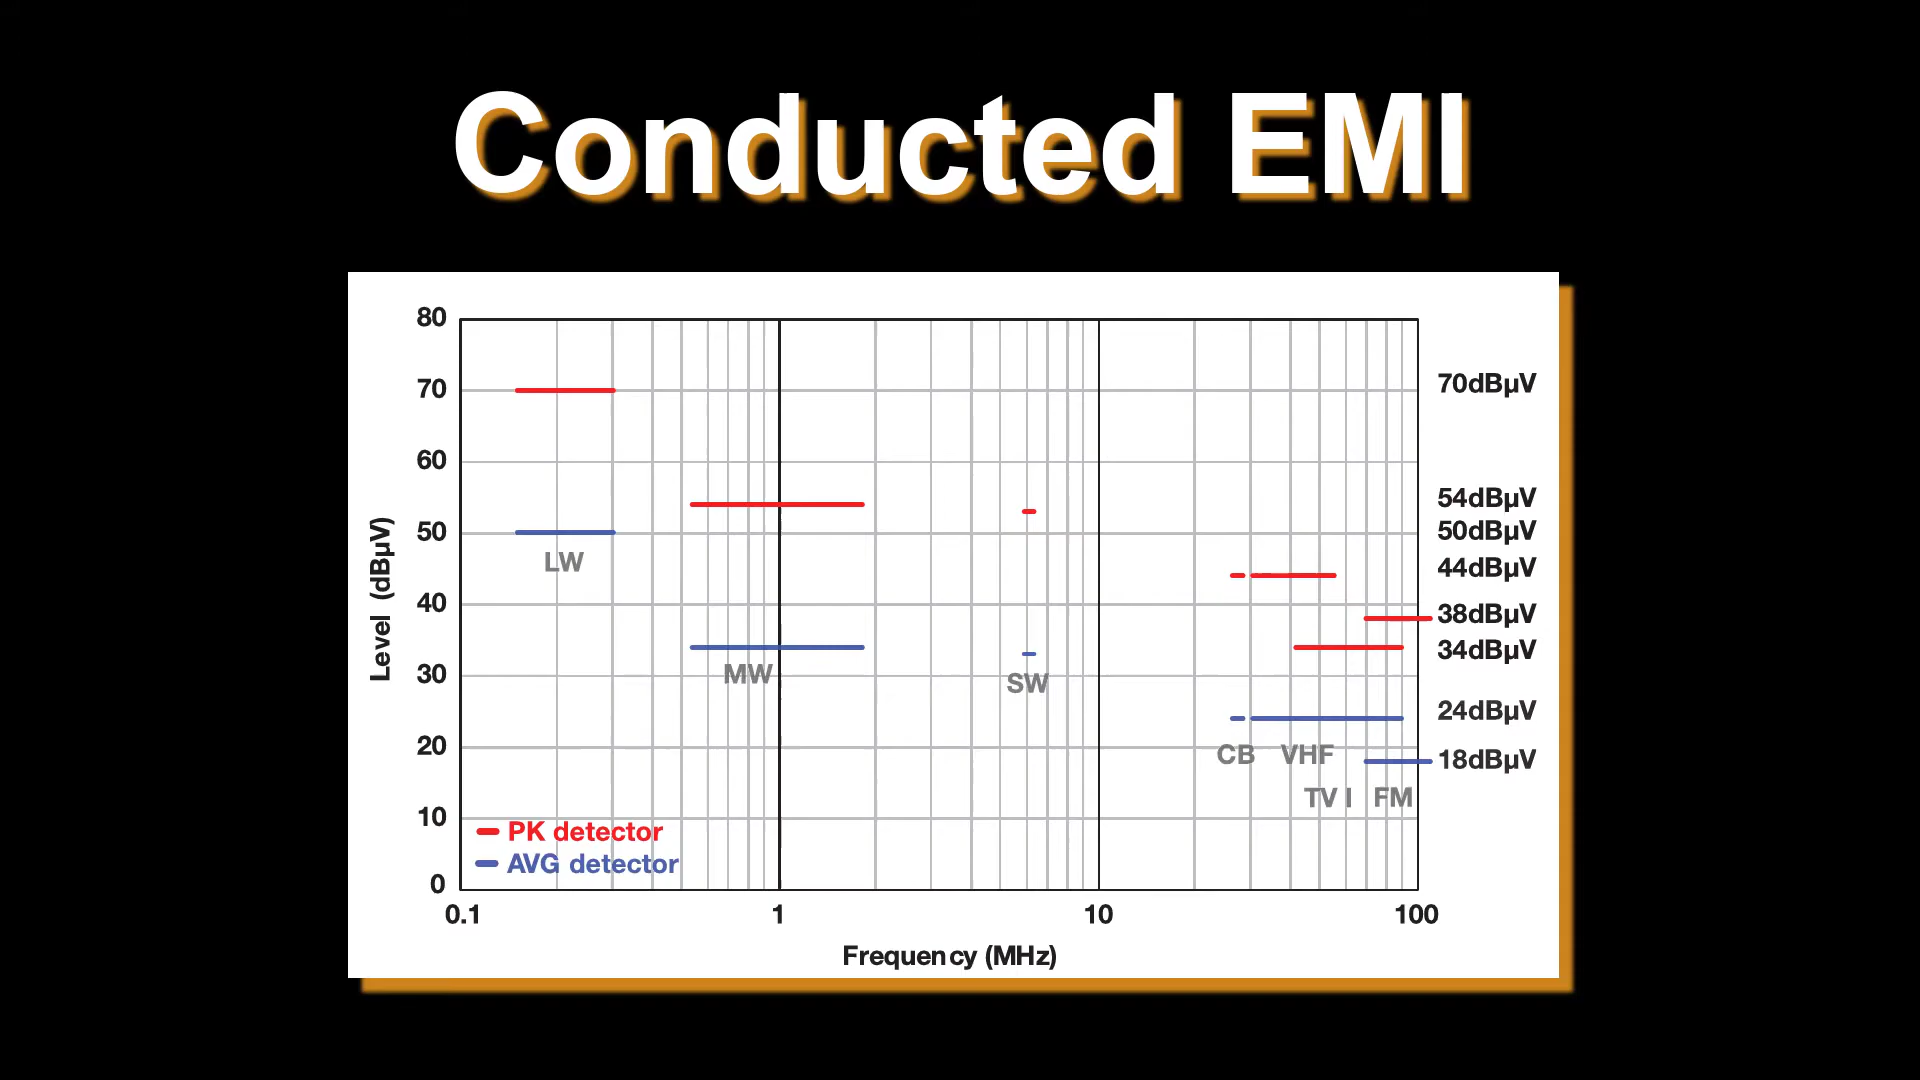 Conducted EMI
80
70
60
50
40
30
20
10
0
Level (dBµV)
LW
MW
SW
CB VHF
TV I FM
70dBµV
54dBµV
50dBµV
44dBµV
38dBµV
34dBµV
24dBµV
18dBµV
PK detector
AVG detector
0.1 1 10 100
Frequency (MHz)